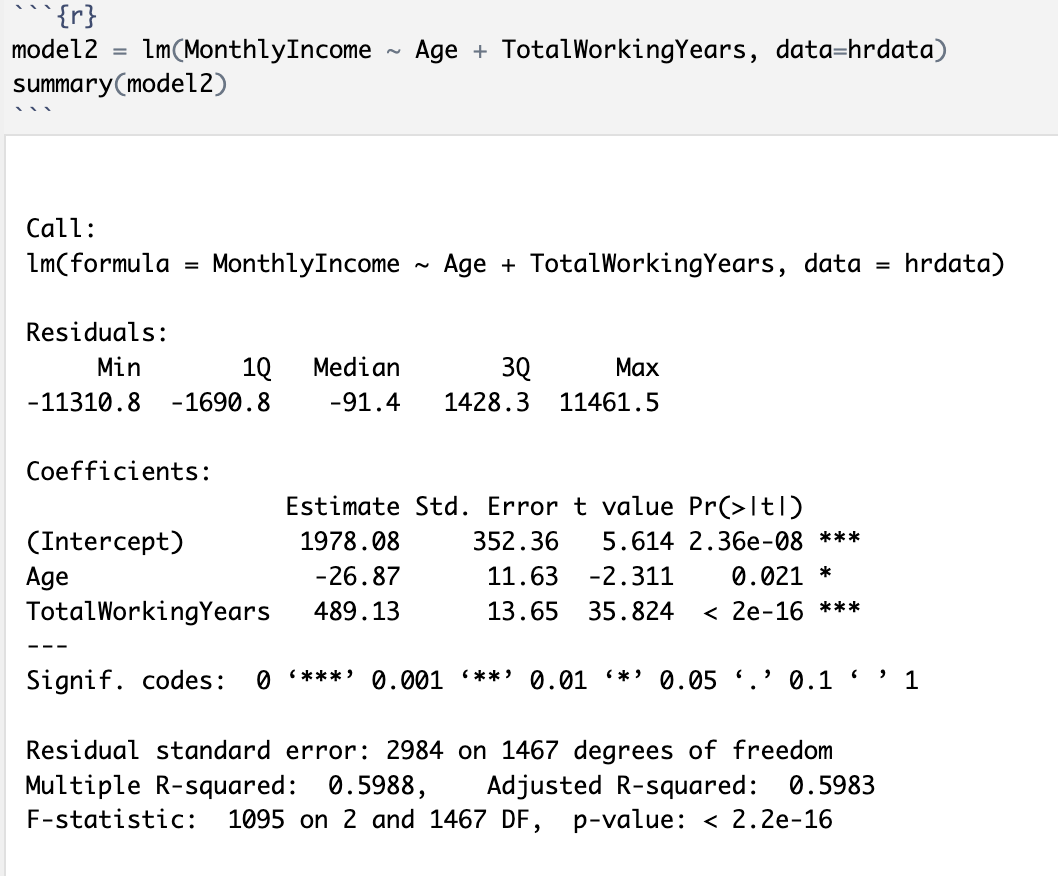 ```{r}
model2 = lm(MonthlyIncome ~ Age + TotalWorkingYears, data=hrdata)
summary(model2)
```
Call:
lm(formula = MonthlyIncome ~ Age + TotalWorkingYears, data = hrdata)
Residuals:
     Min       1Q   Median       3Q      Max
-11310.8  -1690.8    -91.4   1428.3  11461.5
Coefficients:
                  Estimate Std. Error t value Pr(>|t|)
(Intercept)        1978.08     352.36   5.614 2.36e-08 ***
Age                 -26.87      11.63  -2.311    0.021 *
TotalWorkingYears   489.13      13.65  35.824  < 2e-16 ***
---
Signif. codes:  0 ‘***’ 0.001 ‘**’ 0.01 ‘*’ 0.05 ‘.’ 0.1 ‘ ’ 1
Residual standard error: 2984 on 1467 degrees of freedom
Multiple R-squared:  0.5988,    Adjusted R-squared:  0.5983
F-statistic:  1095 on 2 and 1467 DF,  p-value: < 2.2e-16